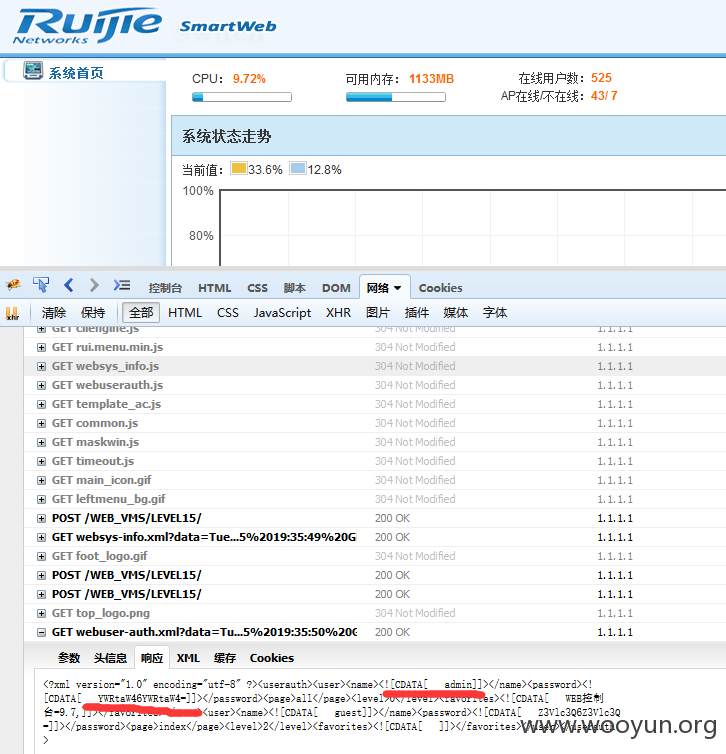 Ruijie
Networks
SmartWeb
系统首页
CPU： 9.72%
可用内存： 1133MB
在线用户数： 525
AP在线/不在线： 43/ 7
系统状态走势
当前值： 33.6% 12.8%
100%
80%
控制台 HTML CSS 脚本 DOM 网络 Cookies
xhr 清除 保持 全部 HTML CSS JavaScript XHR 图片 插件 媒体 字体
GET cliengine.js 304 Not Modified 1.1.1.1
GET rui.menu.min.js 304 Not Modified 1.1.1.1
GET websys_info.js 304 Not Modified 1.1.1.1
GET webuserauth.js 304 Not Modified 1.1.1.1
GET template_ac.js 304 Not Modified 1.1.1.1
GET common.js 304 Not Modified 1.1.1.1
GET maskwin.js 304 Not Modified 1.1.1.1
GET timeout.js 304 Not Modified 1.1.1.1
GET main_icon.gif 304 Not Modified 1.1.1.1
GET leftmenu_bg.gif 304 Not Modified 1.1.1.1
POST /WEB_VMS/LEVEL15/ 200 OK 1.1.1.1
GET websys-info.xml?data=Tue...5%2019:35:49%20G 200 OK 1.1.1.1
GET foot_logo.gif 304 Not Modified 1.1.1.1
POST /WEB_VMS/LEVEL15/ 200 OK 1.1.1.1
POST /WEB_VMS/LEVEL15/ 200 OK 1.1.1.1
GET top_logo.png 304 Not Modified 1.1.1.1
GET webuser-auth.xml?data=Tu...5%2019:35:50%20G 200 OK 1.1.1.1
参数 头信息 响应 XML 缓存 Cookies
<?xml version="1.0" encoding="utf-8" ?><userauth><user><name><![CDATA[ admin]]></name><password><!
[CDATA[ YWRtaW46YWRtaW4=]]></password><page>all</page><level>0</level><favorites><![CDATA[ WEB控制
台=9.7,]]></favorites></user><user><name><![CDATA[ guest]]></name><password><![CDATA[ Z3Vlc3Q6Z3Vlc3Q
=]]></password><page>index</page><level>2</level><favorites><![CDATA[ ]]></favorites></user></userauth
>
www.wooyun.org